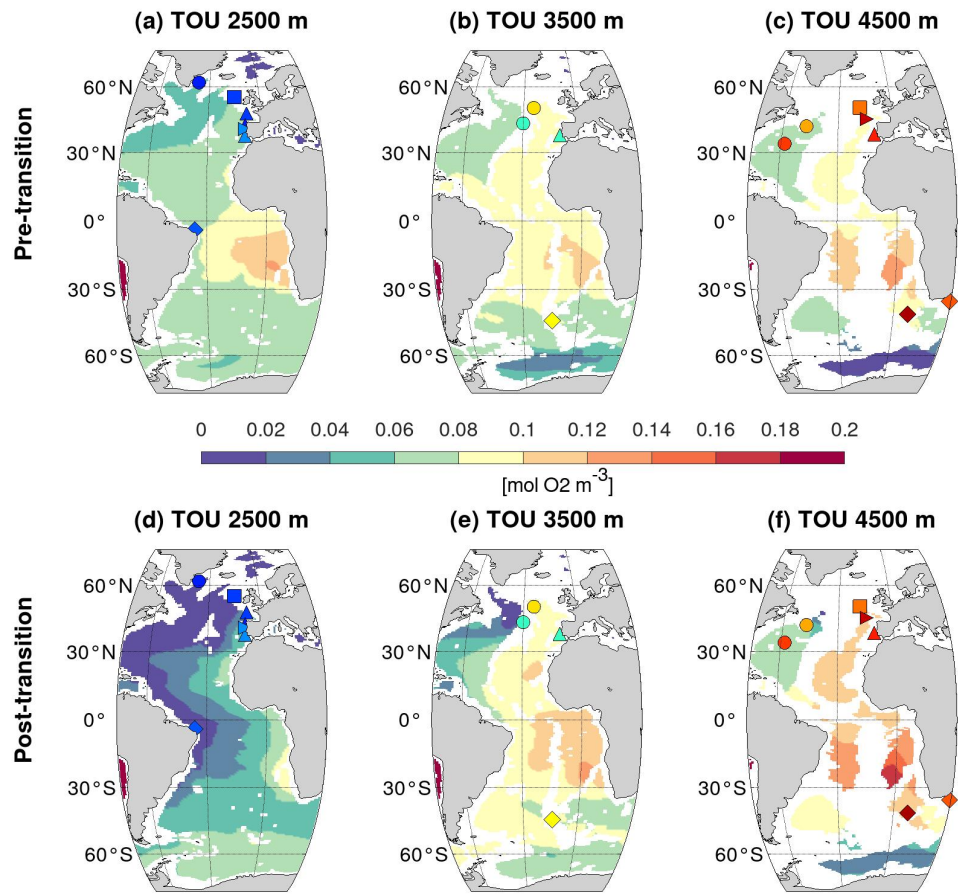 (a) TOU 2500 m (b) TOU 3500 m (c) TOU 4500 m
Pre-transition
60°N 60°N 60°N
30°N 30°N 30°N
0° 0° 0°
30°S 30°S 30°S
60°S 60°S 60°S
0 0.02 0.04 0.06 0.08 0.1 0.12 0.14 0.16 0.18 0.2
[mol O2 m-3]
(d) TOU 2500 m (e) TOU 3500 m (f) TOU 4500 m
Post-transition
60°N 60°N 60°N
30°N 30°N 30°N
0° 0° 0°
30°S 30°S 30°S
60°S 60°S 60°S